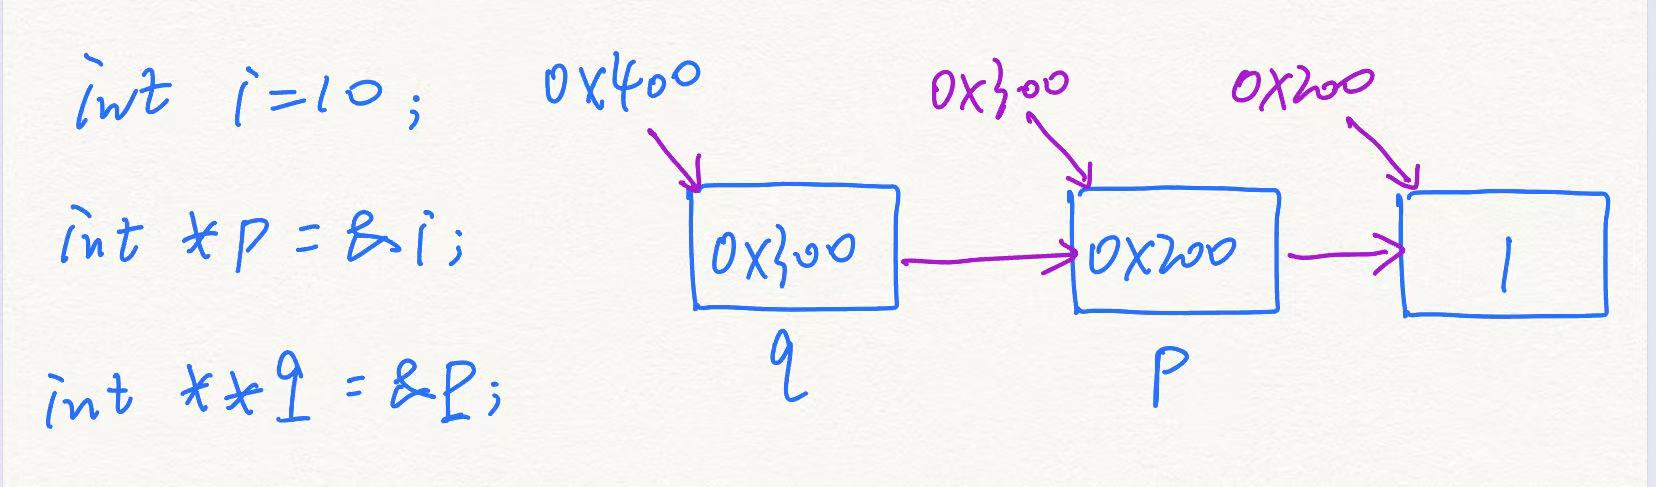 int i=10;
int *p=&i;
int **q=&p;
0x400
0x300
0x200
0x300
0x200
1
q
p